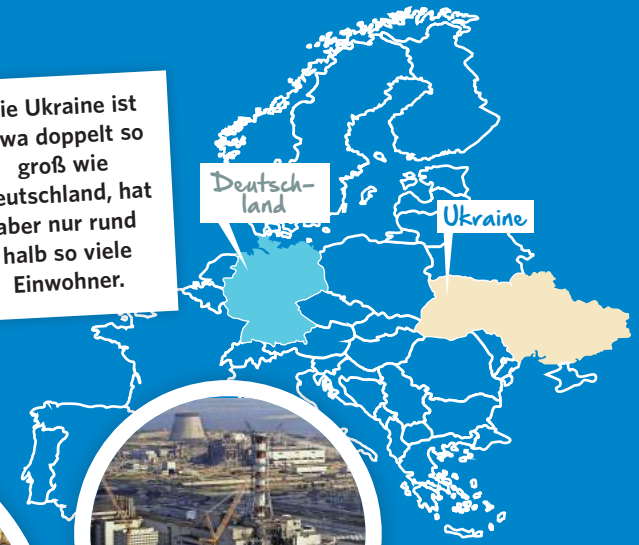 ie Ukraine ist
wa doppelt so
groß wie
eutschland, hat
aber nur rund
halb so viele
Einwohner.
Deutsch-
land
Ukraine